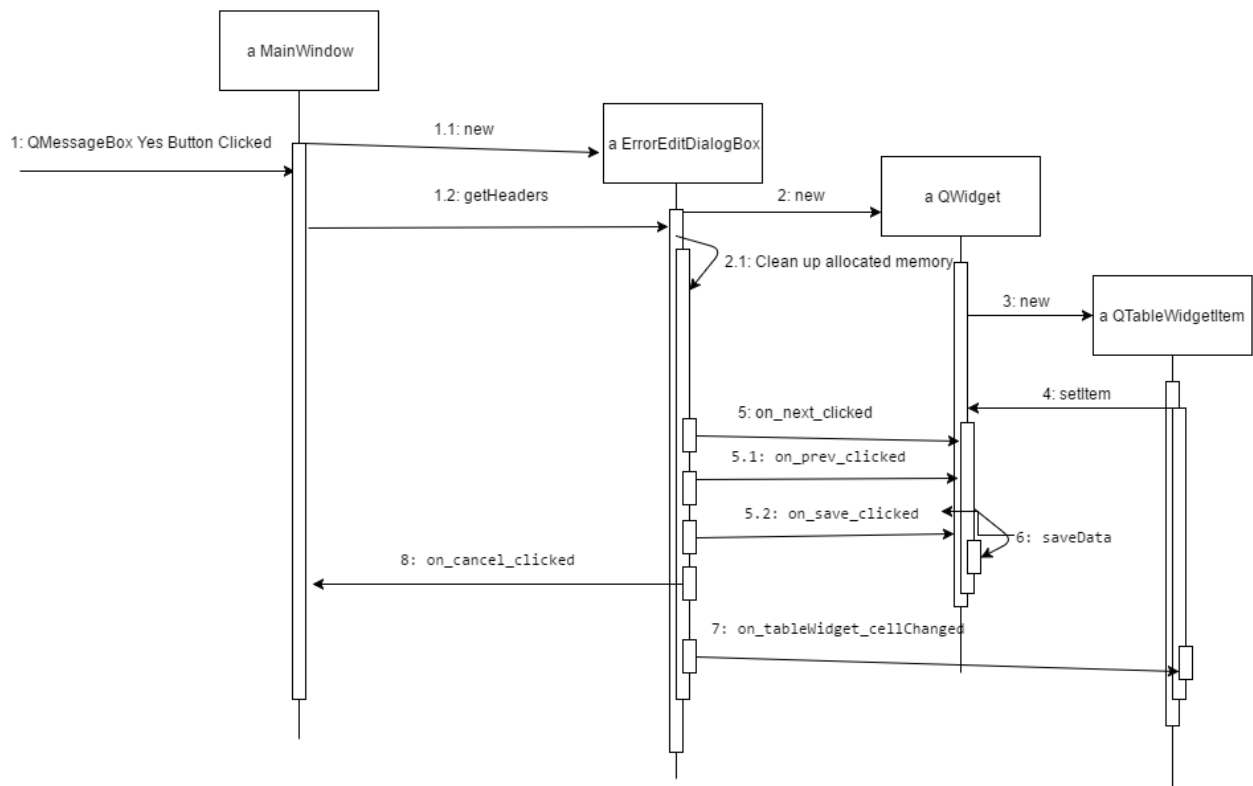 a MainWindow
1: QMessageBox Yes Button Clicked
1.1: new
a ErrorEditDialogBox
1.2: getHeaders
2: new
a QWidget
2.1: Clean up allocated memory
3: new
a QTableWidgetItem
4: setItem
5: on_next_clicked
5.1: on_prev_clicked
5.2: on_save_clicked
6: saveData
8: on_cancel_clicked
7: on_tableWidget_cellChanged